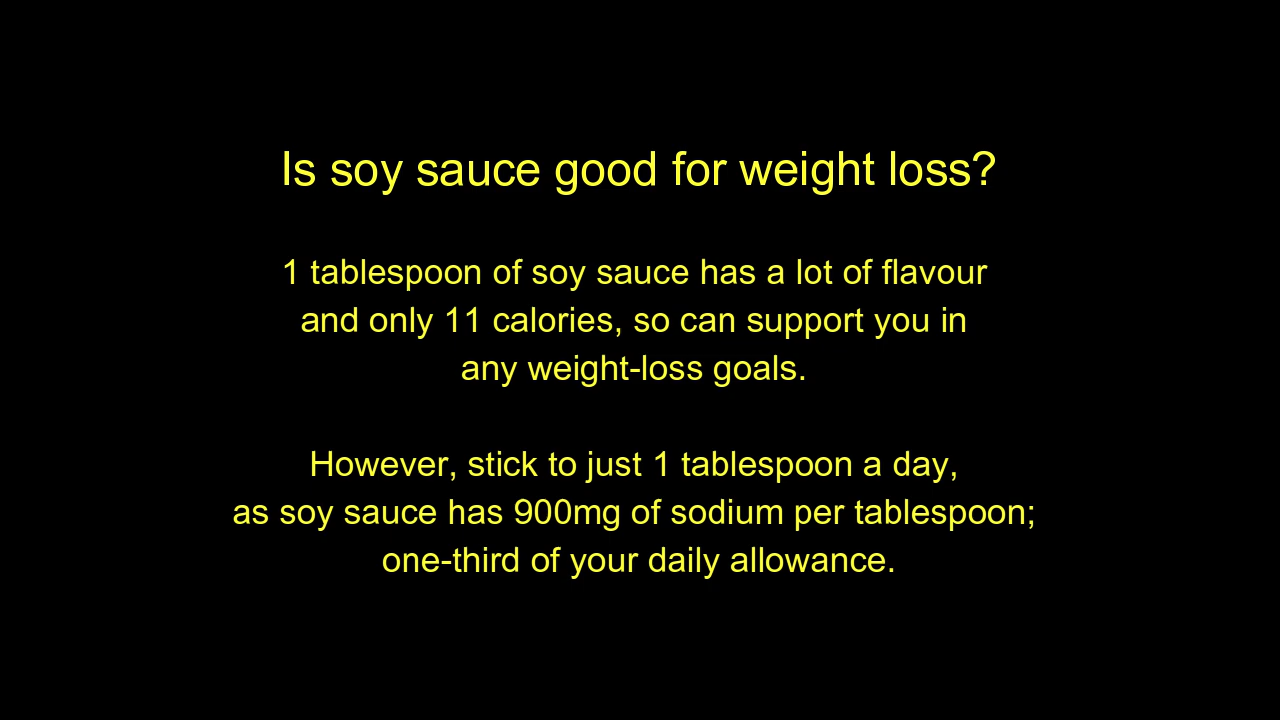 Is soy sauce good for weight loss?
1 tablespoon of soy sauce has a lot of flavour
and only 11 calories, so can support you in
any weight-loss goals.
However, stick to just 1 tablespoon a day,
as soy sauce has 900mg of sodium per tablespoon;
one-third of your daily allowance.